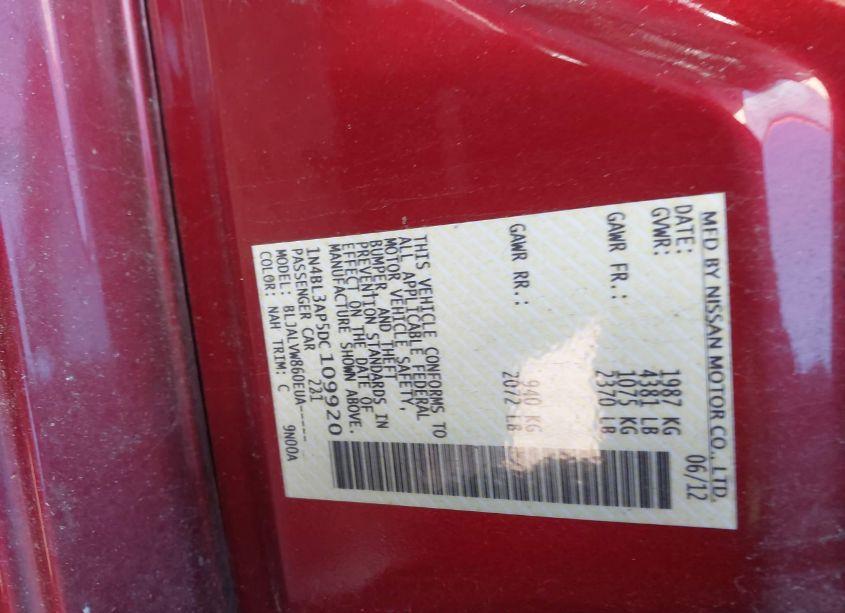 MFD BY NISSAN MOTOR CO., LTD.
DATE: 06/12
GVWR: 1987 KG
4381 LB
GAWR FR.: 1075 KG
2370 LB
GAWR RR.: 940 KG
2072 LB
THIS VEHICLE CONFORMS TO
ALL APPLICABLE FEDERAL
MOTOR VEHICLE SAFETY,
BUMPER, AND THEFT
PREVENTION STANDARDS IN
EFFECT ON THE DATE OF
MANUFACTURE SHOWN ABOVE.
1N4BL3AP5DC109920
PASSENGER CAR 221
MODEL: BLJALVW860EUA-----
COLOR: NAH TRIM: C 9N00A